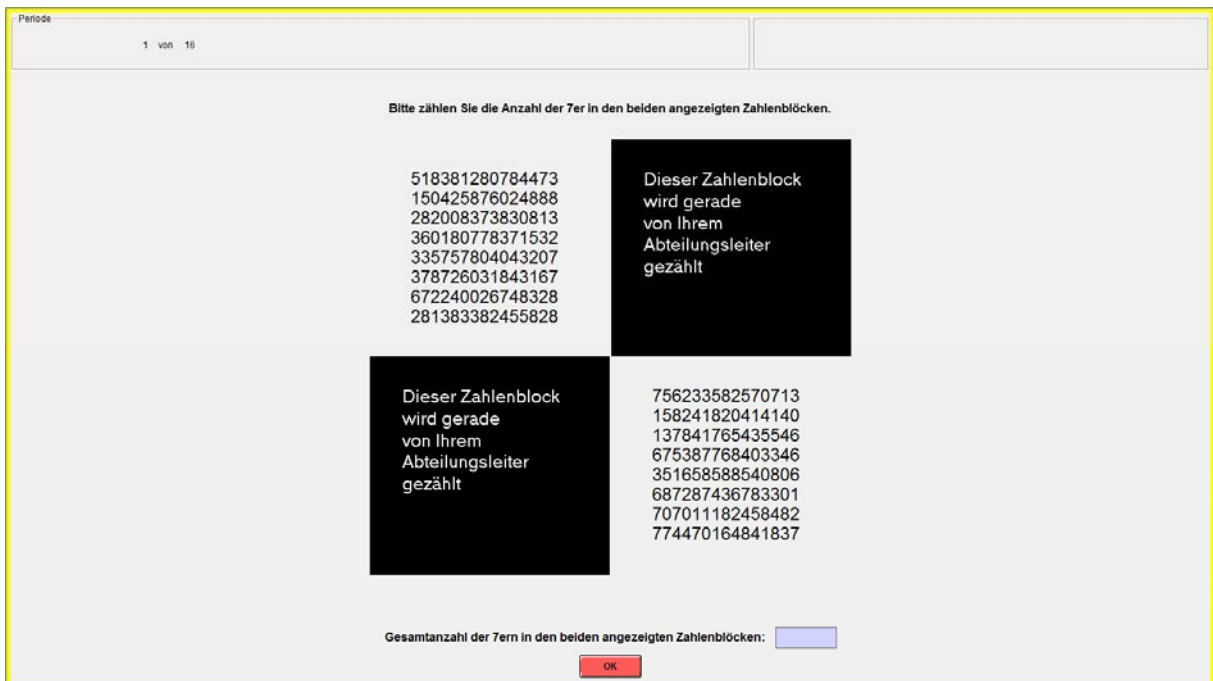 Periode
1 von 16
Bitte zählen Sie die Anzahl der 7er in den beiden angezeigten Zahlenblöcken.
518381280784473
150425876024888
282008373830813
360180778371532
335757804043207
378726031843167
672240026748328
281383382455828
Dieser Zahlenblock
wird gerade
von Ihrem
Abteilungsleiter
gezählt
Dieser Zahlenblock
wird gerade
von Ihrem
Abteilungsleiter
gezählt
756233582570713
158241820414140
137841765435546
675387768403346
351658588540806
687287436783301
707011182458482
774470164841837
Gesamtanzahl der 7ern in den beiden angezeigten Zahlenblöcken:
OK